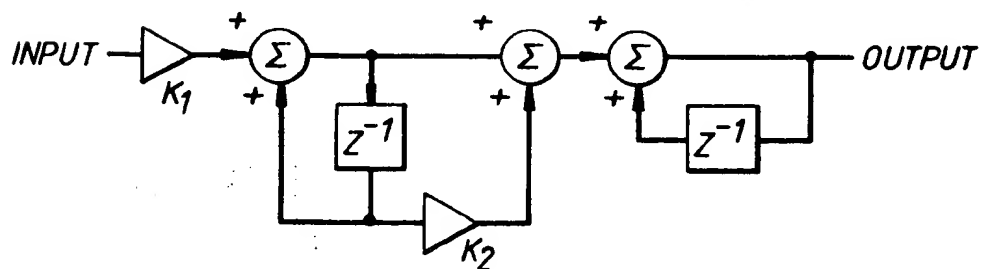 INPUT
K₁
+
Σ
+
Z⁻¹
K₂
+
Σ
+
+
Σ
+
Z⁻¹
OUTPUT